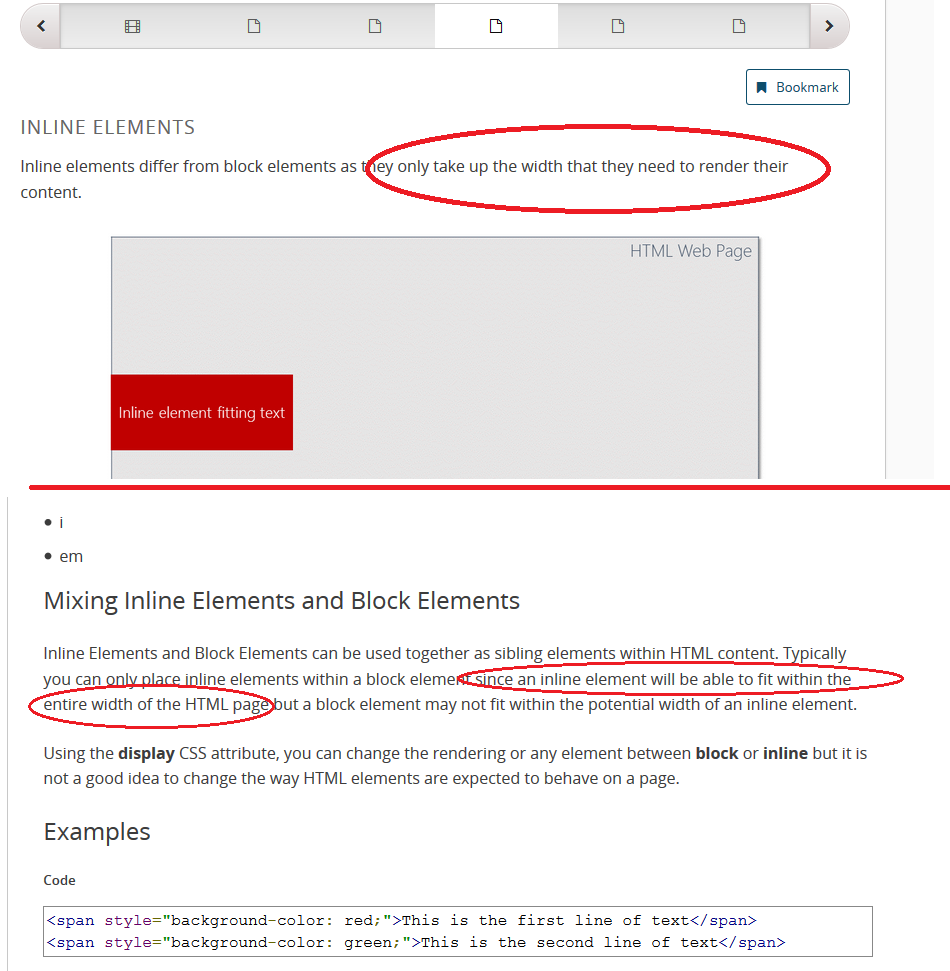 Bookmark
INLINE ELEMENTS
Inline elements differ from block elements as they only take up the width that they need to render their
content.
HTML Web Page
Inline element fitting text
• i
• em
Mixing Inline Elements and Block Elements
Inline Elements and Block Elements can be used together as sibling elements within HTML content. Typically
you can only place inline elements within a block element since an inline element will be able to fit within the
entire width of the HTML page but a block element may not fit within the potential width of an inline element.
Using the display CSS attribute, you can change the rendering or any element between block or inline but it is
not a good idea to change the way HTML elements are expected to behave on a page.
Examples
Code
<span style="background-color: red;">This is the first line of text</span>
<span style="background-color: green;">This is the second line of text</span>